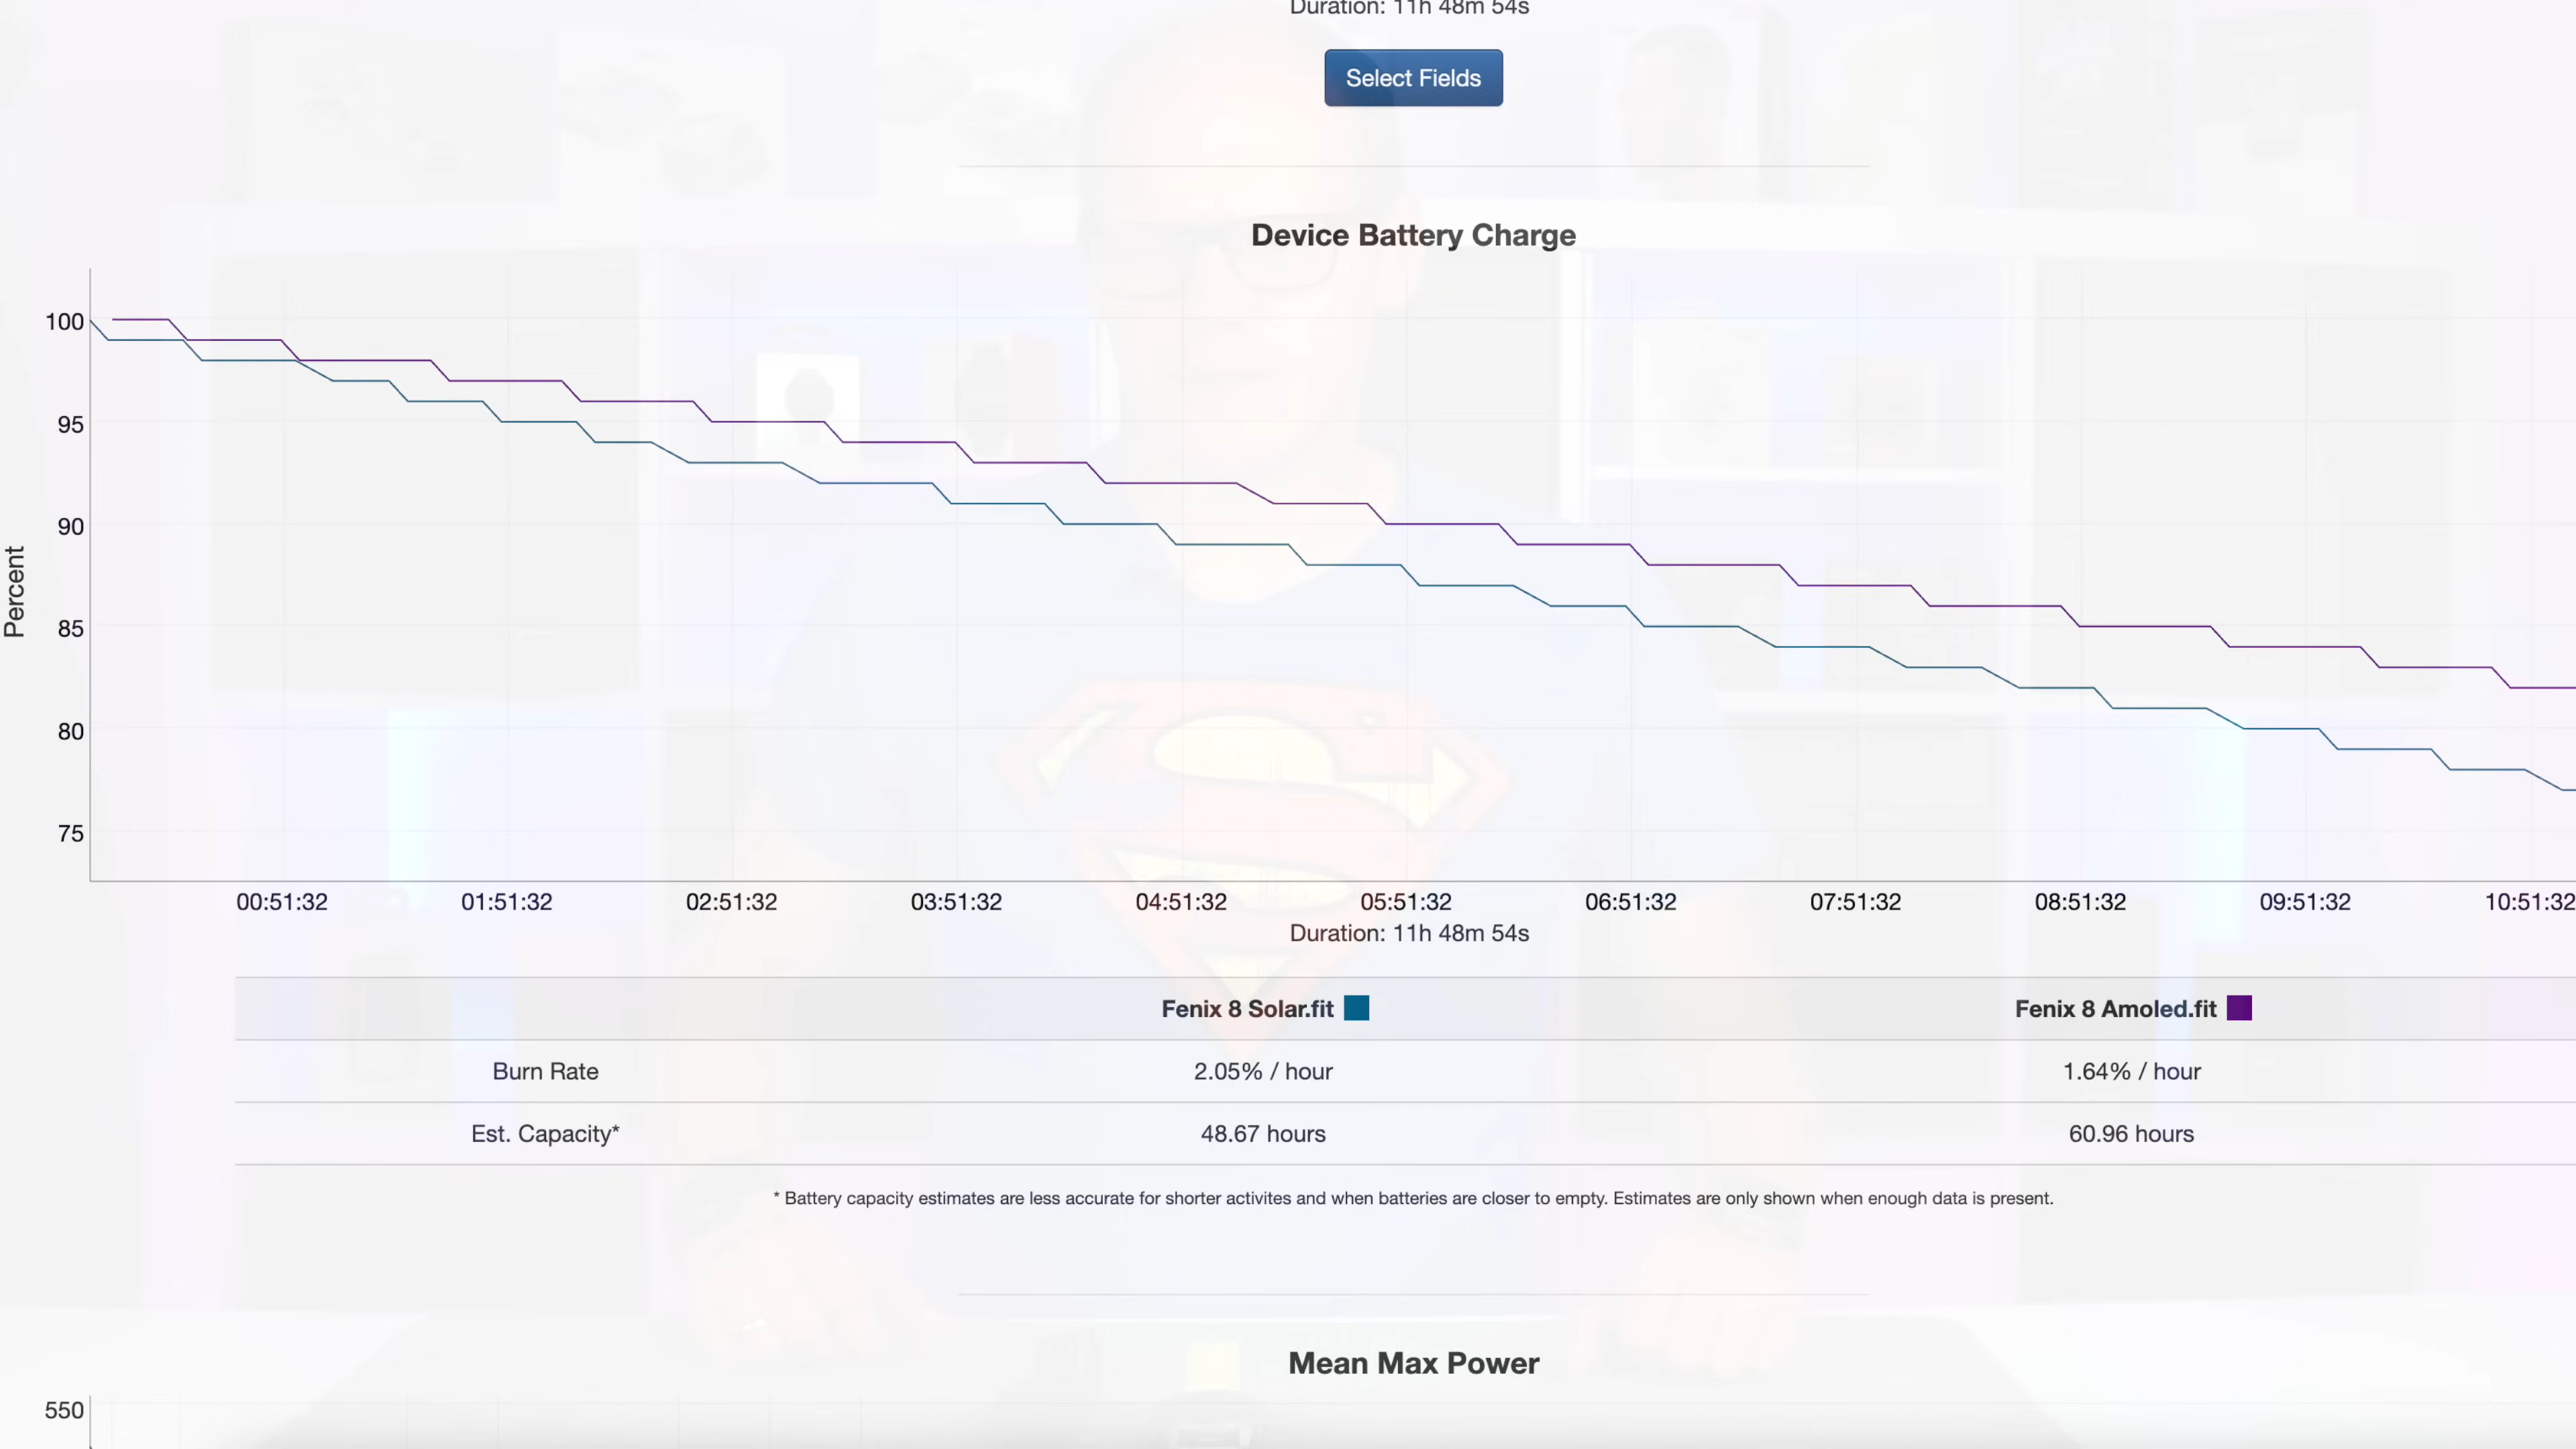 Duration: 11h 48m 54s
Select Fields
Device Battery Charge
Percent
100
95
90
85
80
75
00:51:32 01:51:32 02:51:32 03:51:32 04:51:32 05:51:32 06:51:32 07:51:32 08:51:32 09:51:32 10:51:32
Duration: 11h 48m 54s
Fenix 8 Solar.fit Fenix 8 Amoled.fit
Burn Rate 2.05% / hour 1.64% / hour
Est. Capacity* 48.67 hours 60.96 hours
* Battery capacity estimates are less accurate for shorter activites and when batteries are closer to empty. Estimates are only shown when enough data is present.
Mean Max Power
550